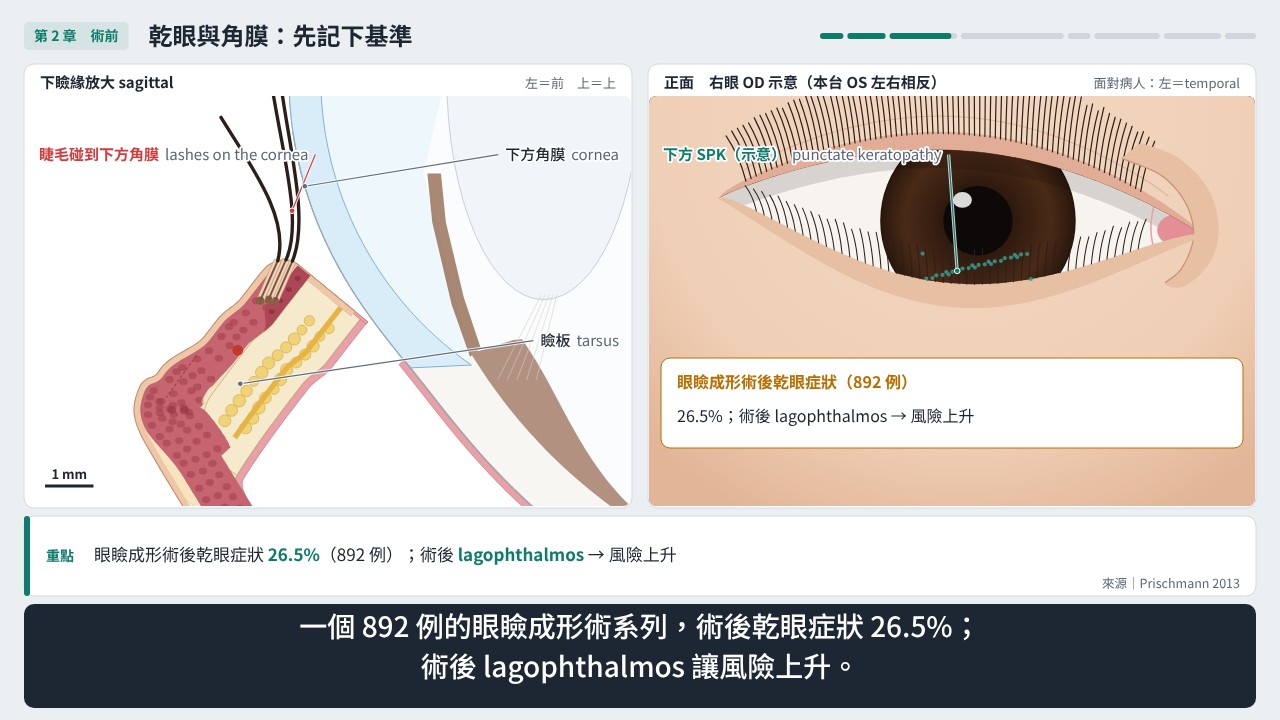 第 2 章　術前
乾眼與角膜：先記下基準
下瞼緣放大 sagittal
左＝前　上＝上
睫毛碰到下方角膜 lashes on the cornea
下方角膜 cornea
瞼板 tarsus
1 mm
正面　右眼 OD 示意（本台 OS 左右相反）
面對病人：左＝temporal
下方 SPK（示意） punctate keratopathy
眼瞼成形術後乾眼症狀（892 例）
26.5%；術後 lagophthalmos → 風險上升
重點　眼瞼成形術後乾眼症狀 26.5%（892 例）；術後 lagophthalmos → 風險上升
來源｜Prischmann 2013
一個 892 例的眼瞼成形術系列，術後乾眼症狀 26.5%；
術後 lagophthalmos 讓風險上升。